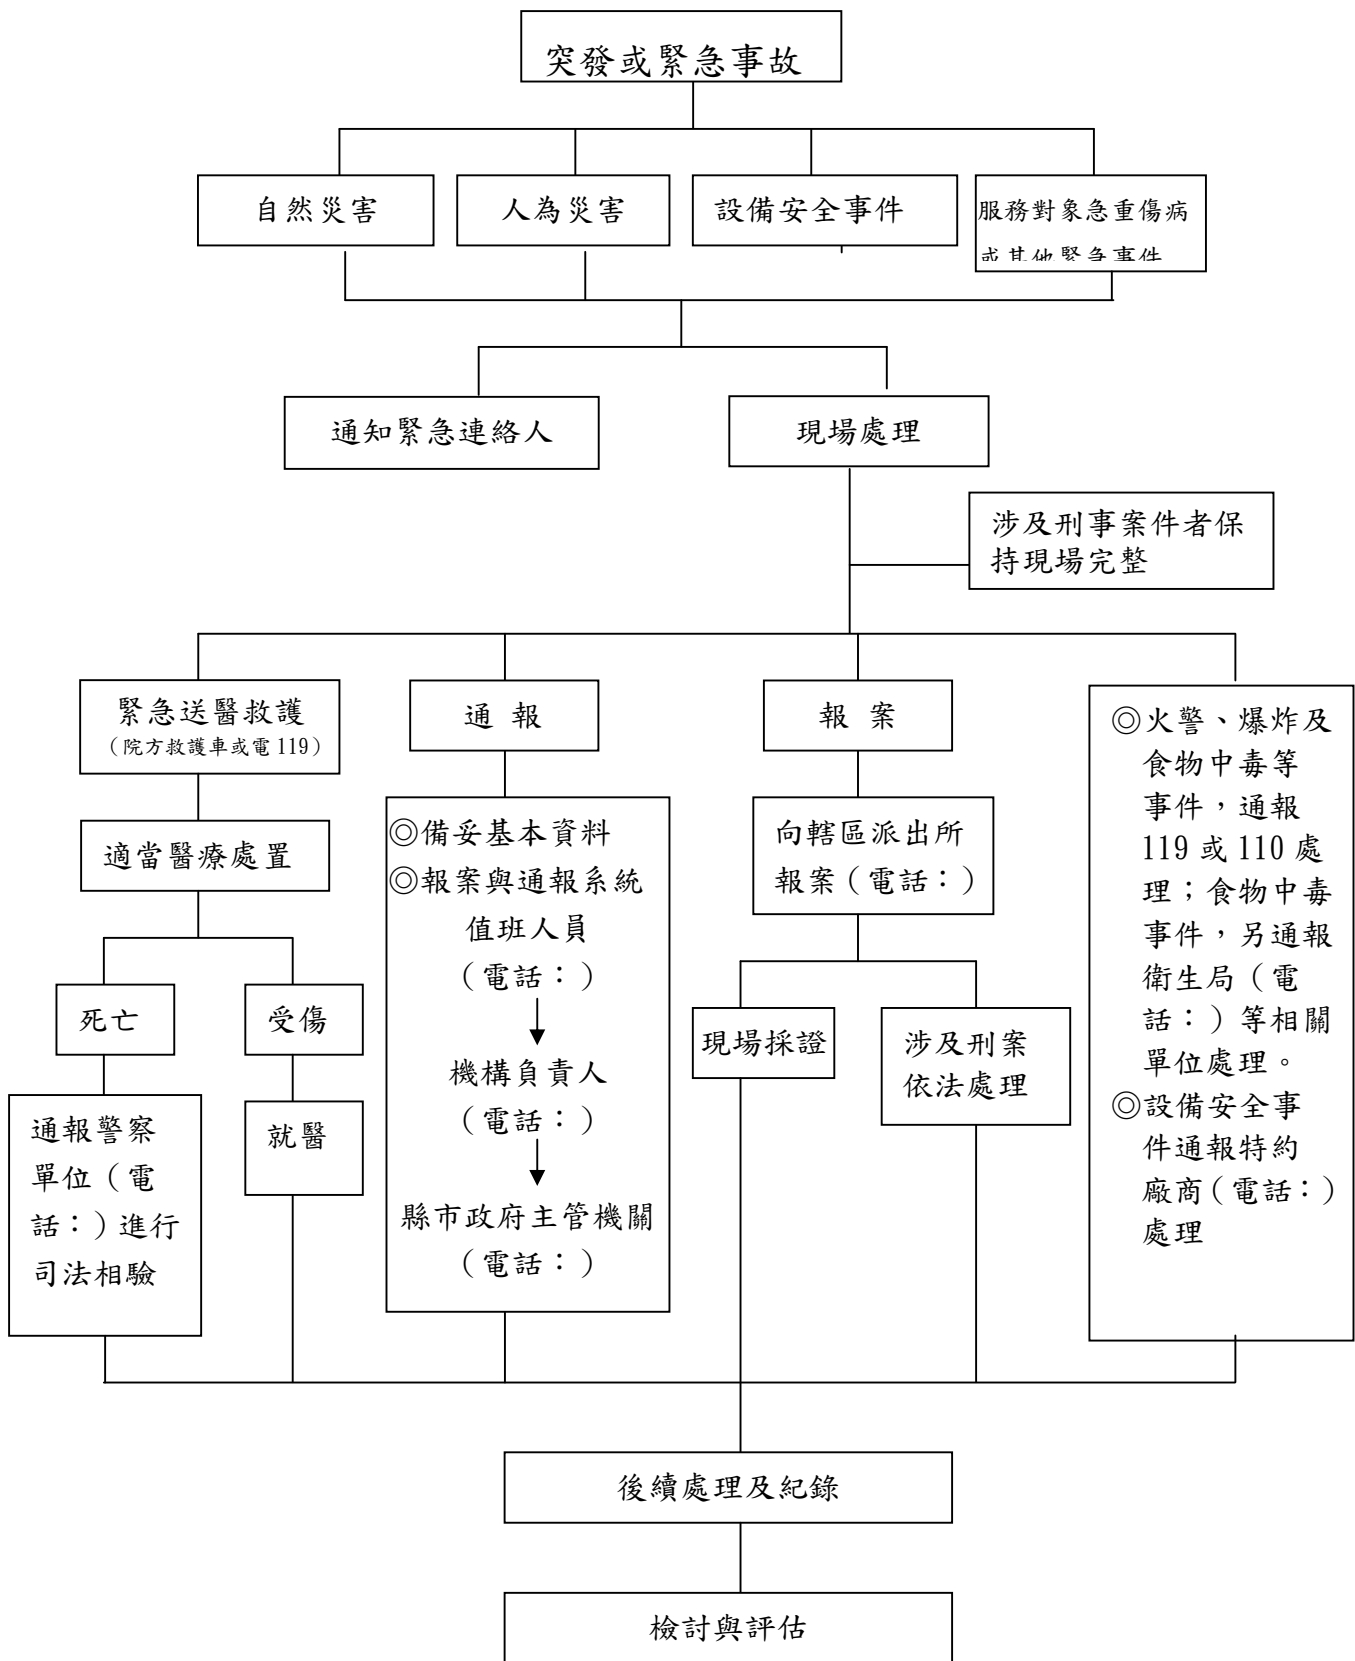 突發或緊急事故
自然災害
人為災害
設備安全事件
服務對象急重傷病
或其他緊急事件
通知緊急連絡人
現場處理
涉及刑事案件者保
持現場完整
緊急送醫救護
（院方救護車或電 119）
適當醫療處置
死亡
受傷
通報警察
單位（電
話：）進行
司法相驗
就醫
通 報
◎備妥基本資料
◎報案與通報系統
值班人員
（電話：）
機構負責人
（電話：）
縣市政府主管機關
（電話：）
報 案
向轄區派出所
報案（電話：）
現場採證
涉及刑案
依法處理
◎火警、爆炸及
食物中毒等
事件，通報
119 或 110 處
理；食物中毒
事件，另通報
衛生局（電
話：）等相關
單位處理。
◎設備安全事
件通報特約
廠商（電話：）
處理
後續處理及紀錄
檢討與評估